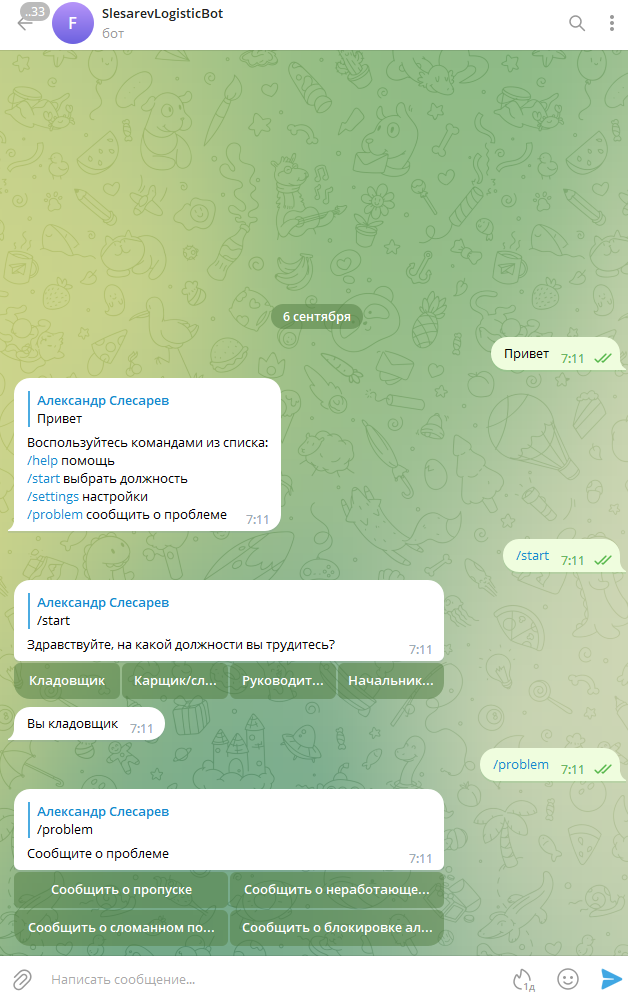 ..33
F
SlesarevLogisticBot
бот
6 сентября
Привет 7:11
Александр Слесарев
Привет
Воспользуйтесь командами из списка:
/help помощь
/start выбрать должность
/settings настройки
/problem сообщить о проблеме 7:11
/start 7:11
Александр Слесарев
/start
Здравствуйте, на какой должности вы трудитесь? 7:11
Кладовщик Карщик/сл... Руководит... Начальник...
Вы кладовщик 7:11
/problem 7:11
Александр Слесарев
/problem
Сообщите о проблеме 7:11
Сообщить о пропуске Сообщить о неработающе...
Сообщить о сломанном по... Сообщить о блокировке ал...
Написать сообщение... 1д